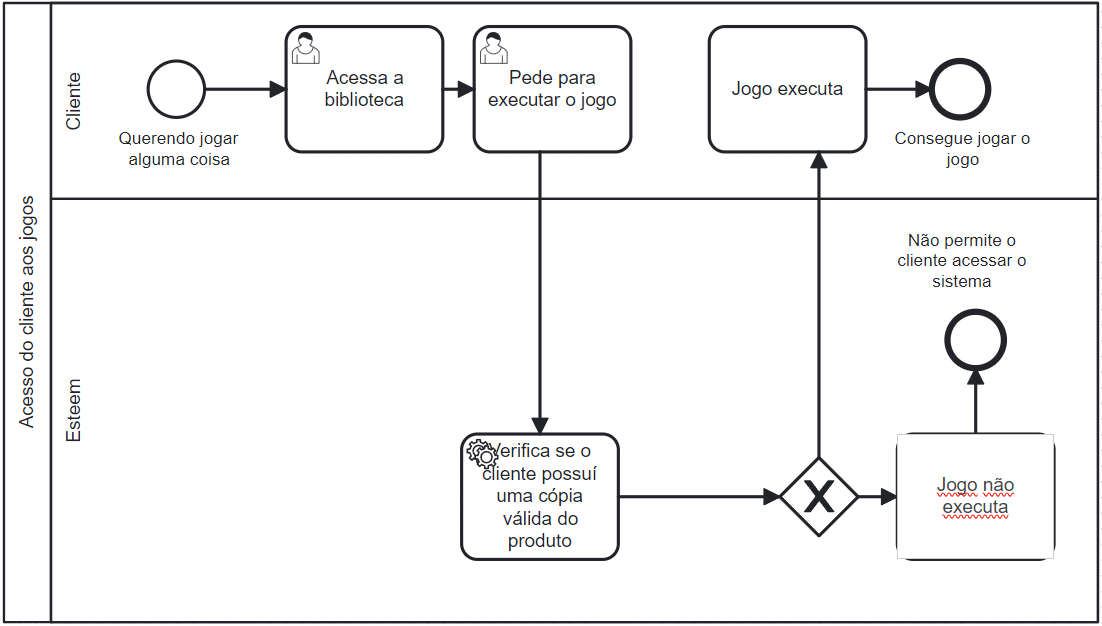 Acesso do cliente aos jogos
Cliente
Querendo jogar
alguma coisa
Acessa a
biblioteca
Pede para
executar o jogo
Jogo executa
Consegue jogar o
jogo
Esteem
Verifica se o
cliente possuí
uma cópia
válida do
produto
Não permite o
cliente acessar o
sistema
Jogo não
executa